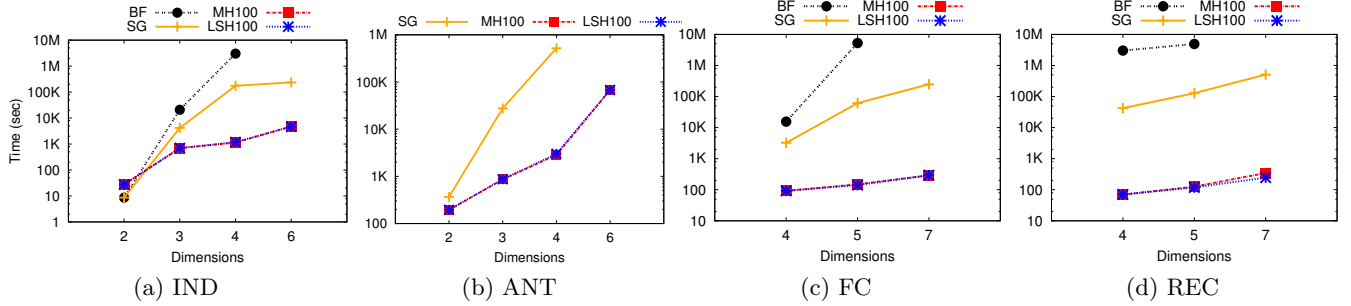 BF MH100
SG LSH100
Time (sec)
10M
1M
100K
10K
1K
100
10
1
2 3 4 6
Dimensions
(a) IND
SG MH100 LSH100
1M
100K
10K
1K
100
2 3 4 6
Dimensions
(b) ANT
BF MH100
SG LSH100
10M
1M
100K
10K
1K
100
10
4 5 7
Dimensions
(c) FC
BF MH100
SG LSH100
10M
1M
100K
10K
1K
100
10
4 5 7
Dimensions
(d) REC